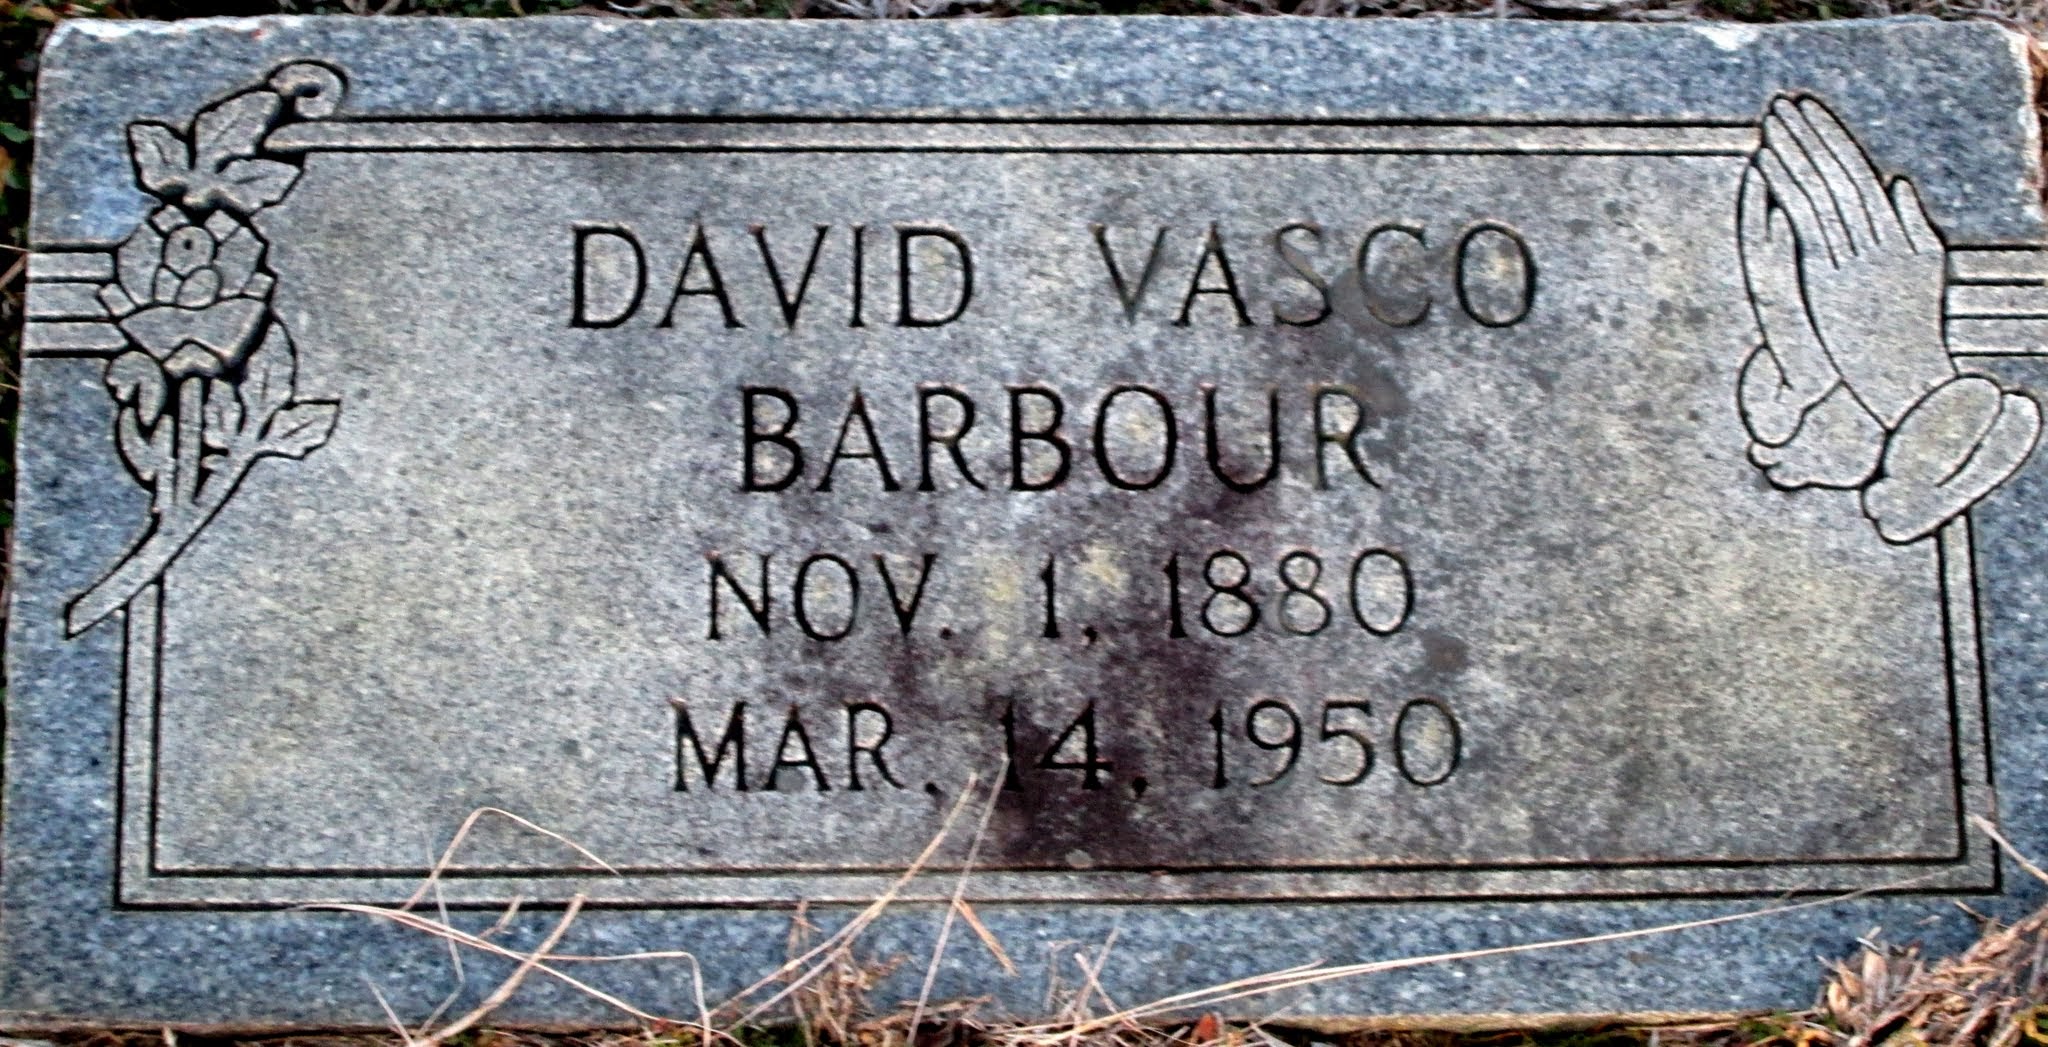 DAVID VASCO
BARBOUR
NOV. 1, 1880
MAR. 14, 1950